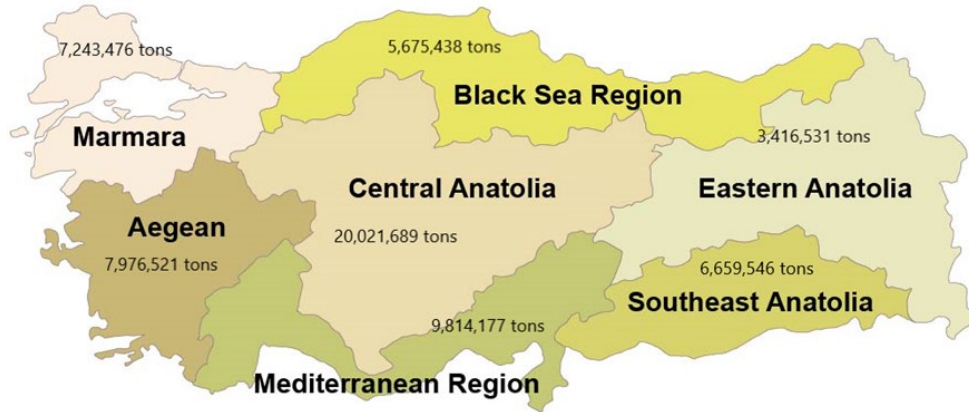 7,243,476 tons
5,675,438 tons
Black Sea Region
Marmara
3,416,531 tons
Central Anatolia
Eastern Anatolia
Aegean
20,021,689 tons
7,976,521 tons
6,659,546 tons
Southeast Anatolia
9,814,177 tons
Mediterranean Region